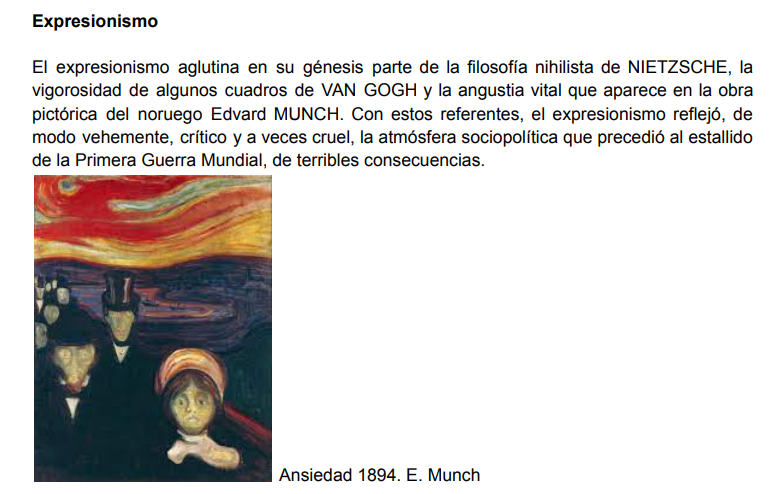 Expresionismo
El expresionismo aglutina en su génesis parte de la filosofía nihilista de NIETZSCHE, la
vigorosidad de algunos cuadros de VAN GOGH y la angustia vital que aparece en la obra
pictórica del noruego Edvard MUNCH. Con estos referentes, el expresionismo reflejó, de
modo vehemente, crítico y a veces cruel, la atmósfera sociopolítica que precedió al estallido
de la Primera Guerra Mundial, de terribles consecuencias.
Ansiedad 1894. E. Munch